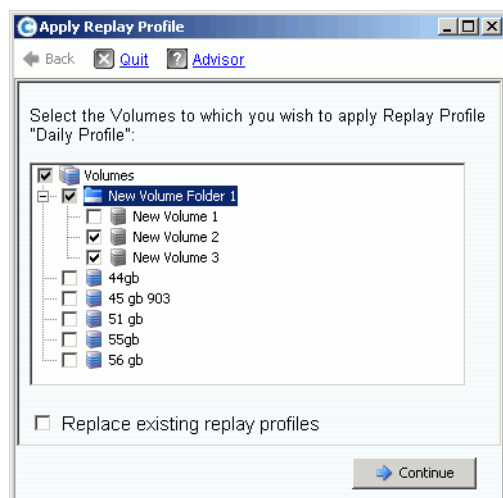 Apply Replay Profile
Back Quit ? Advisor
Select the Volumes to which you wish to apply Replay Profile
"Daily Profile":
Volumes
New Volume Folder 1
New Volume 1
New Volume 2
New Volume 3
44gb
45 gb 903
51 gb
55gb
56 gb
Replace existing replay profiles
Continue